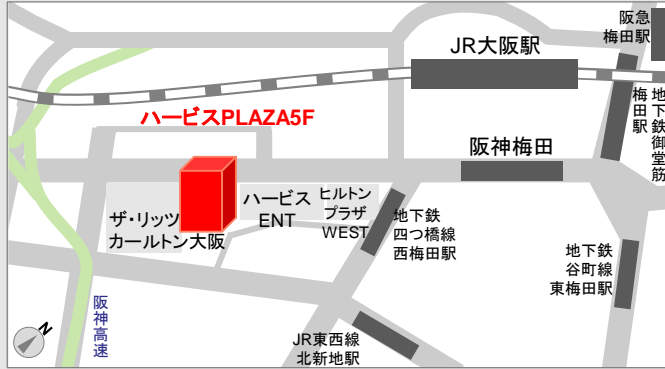 阪急
梅田駅
JR大阪駅
地下鉄御堂筋
梅田駅
ハービスPLAZA5F
阪神梅田
ザ・リッツ
カールトン大阪
ハービス
ENT
ヒルトン
プラザ
WEST
地下鉄
四つ橋線
西梅田駅
地下鉄
谷町線
東梅田駅
阪神高速
JR東西線
北新地駅
N